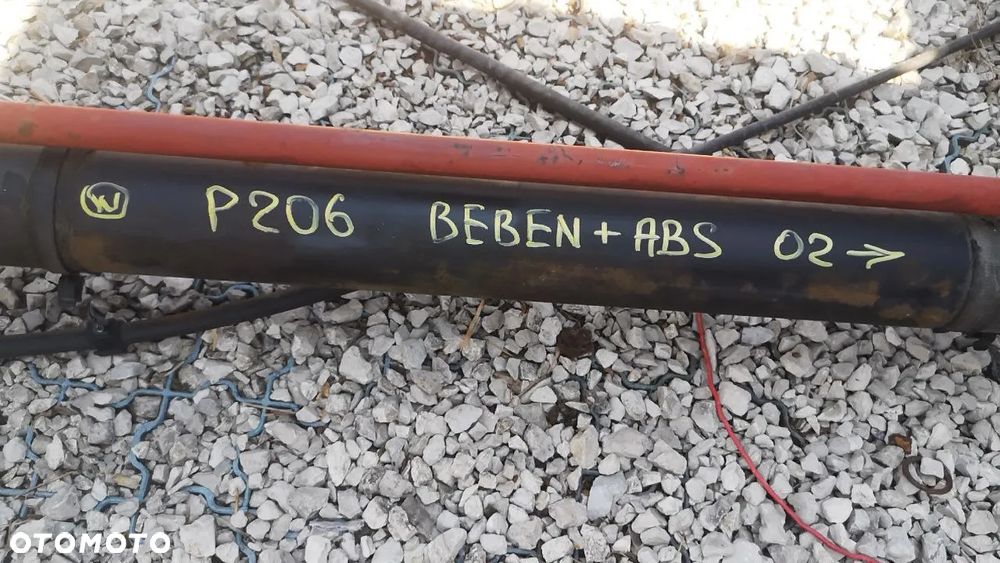 W P206 BEBEN + ABS 02 →
OTOMOTO